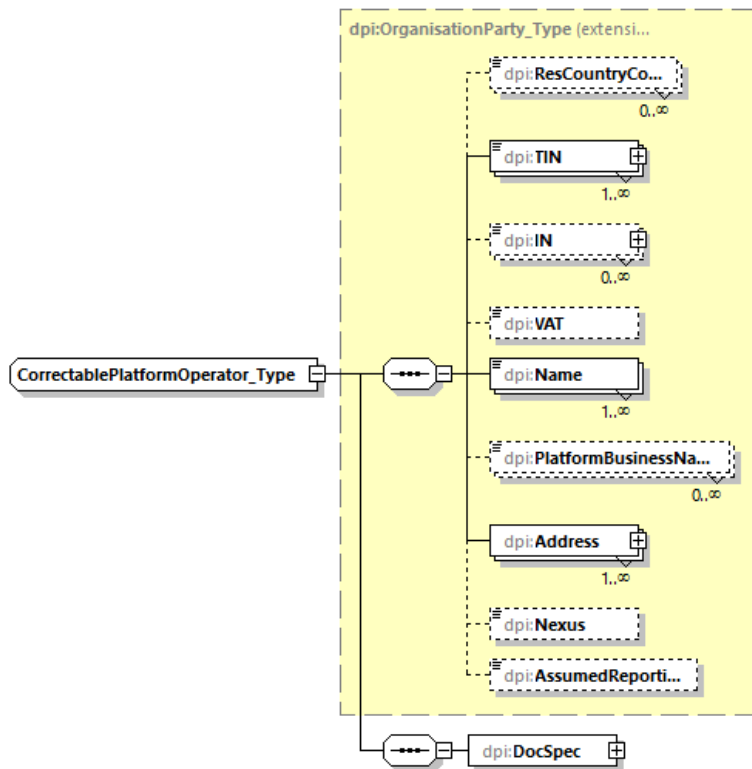 dpi:OrganisationParty_Type (extensi...
dpi:ResCountryCo...
0..∞
dpi:TIN
1..∞
dpi:IN
0..∞
dpi:VAT
CorrectablePlatformOperator_Type
dpi:Name
1..∞
dpi:PlatformBusinessNa...
0..∞
dpi:Address
1..∞
dpi:Nexus
dpi:AssumedReporti...
dpi:DocSpec